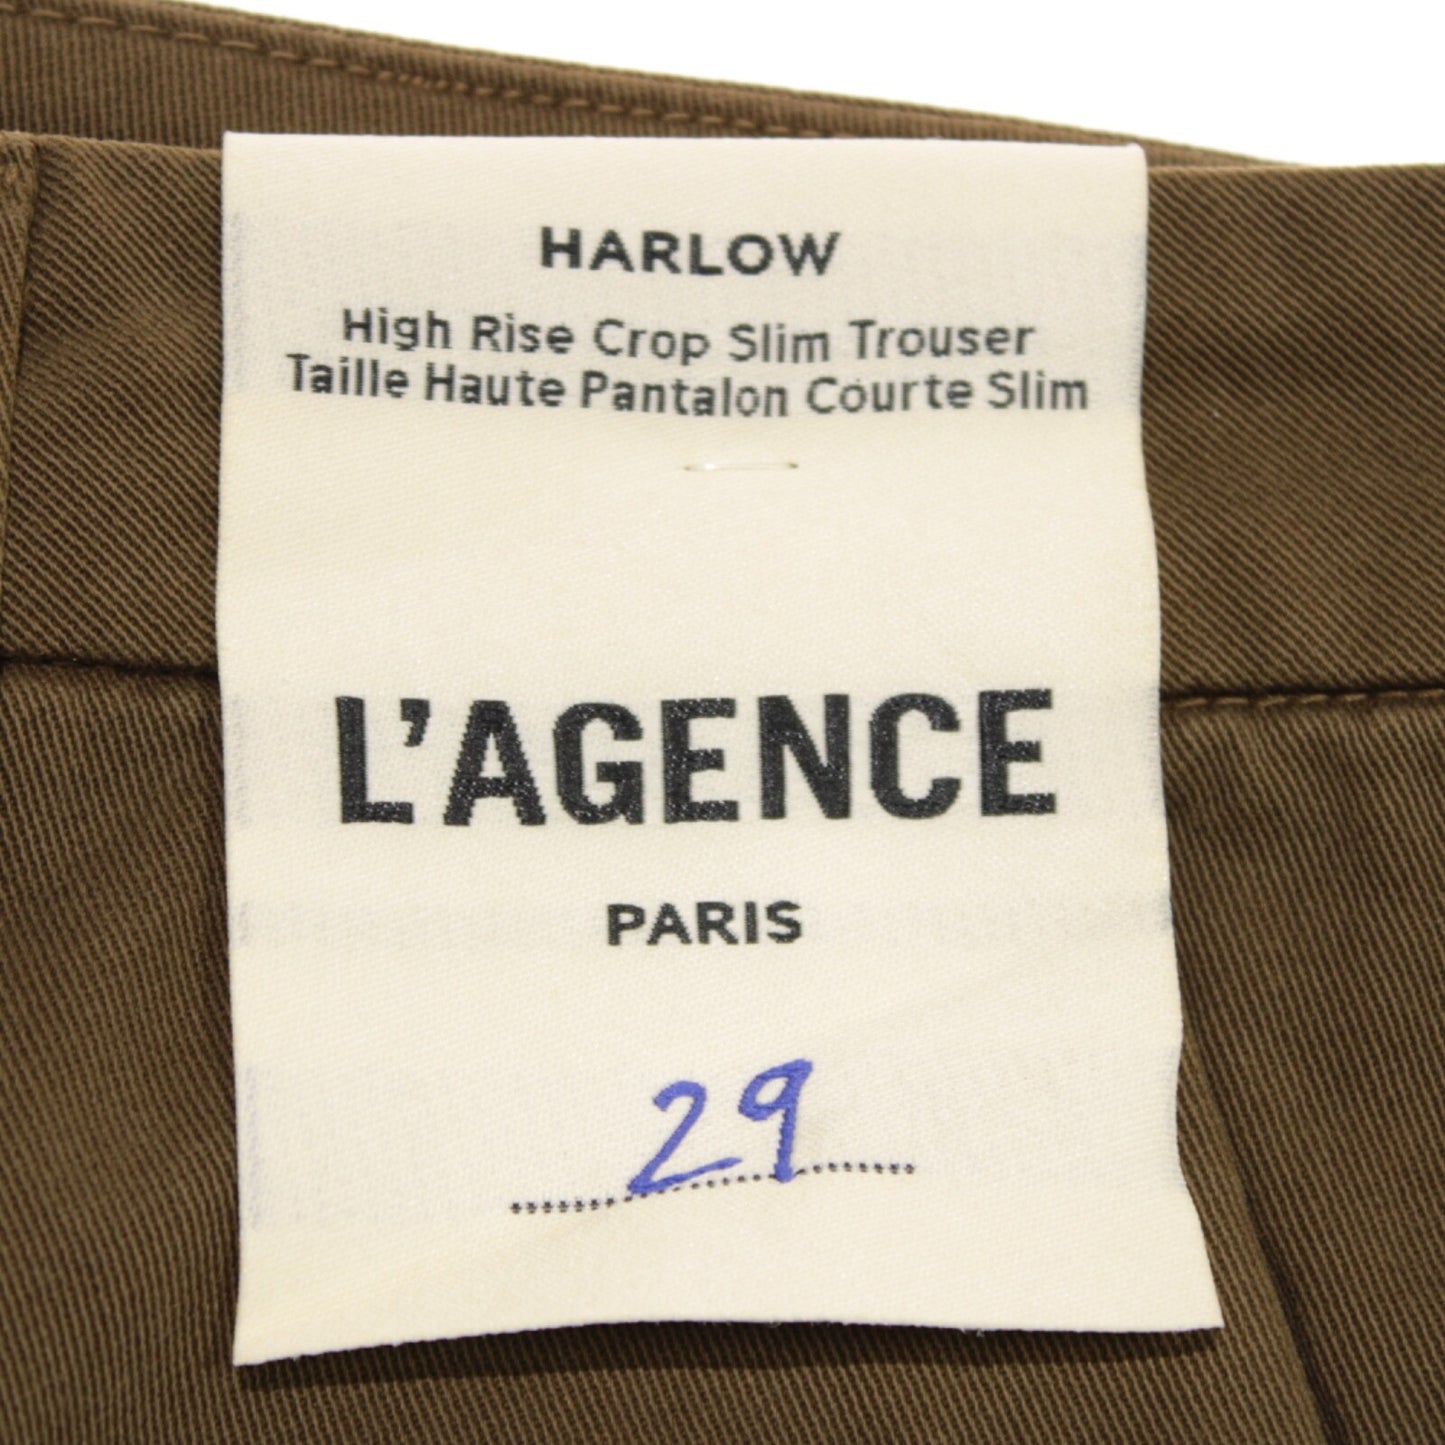 HARLOW
High Rise Crop Slim Trouser
Taille Haute Pantalon Courte Slim
L'AGENCE
PARIS
29